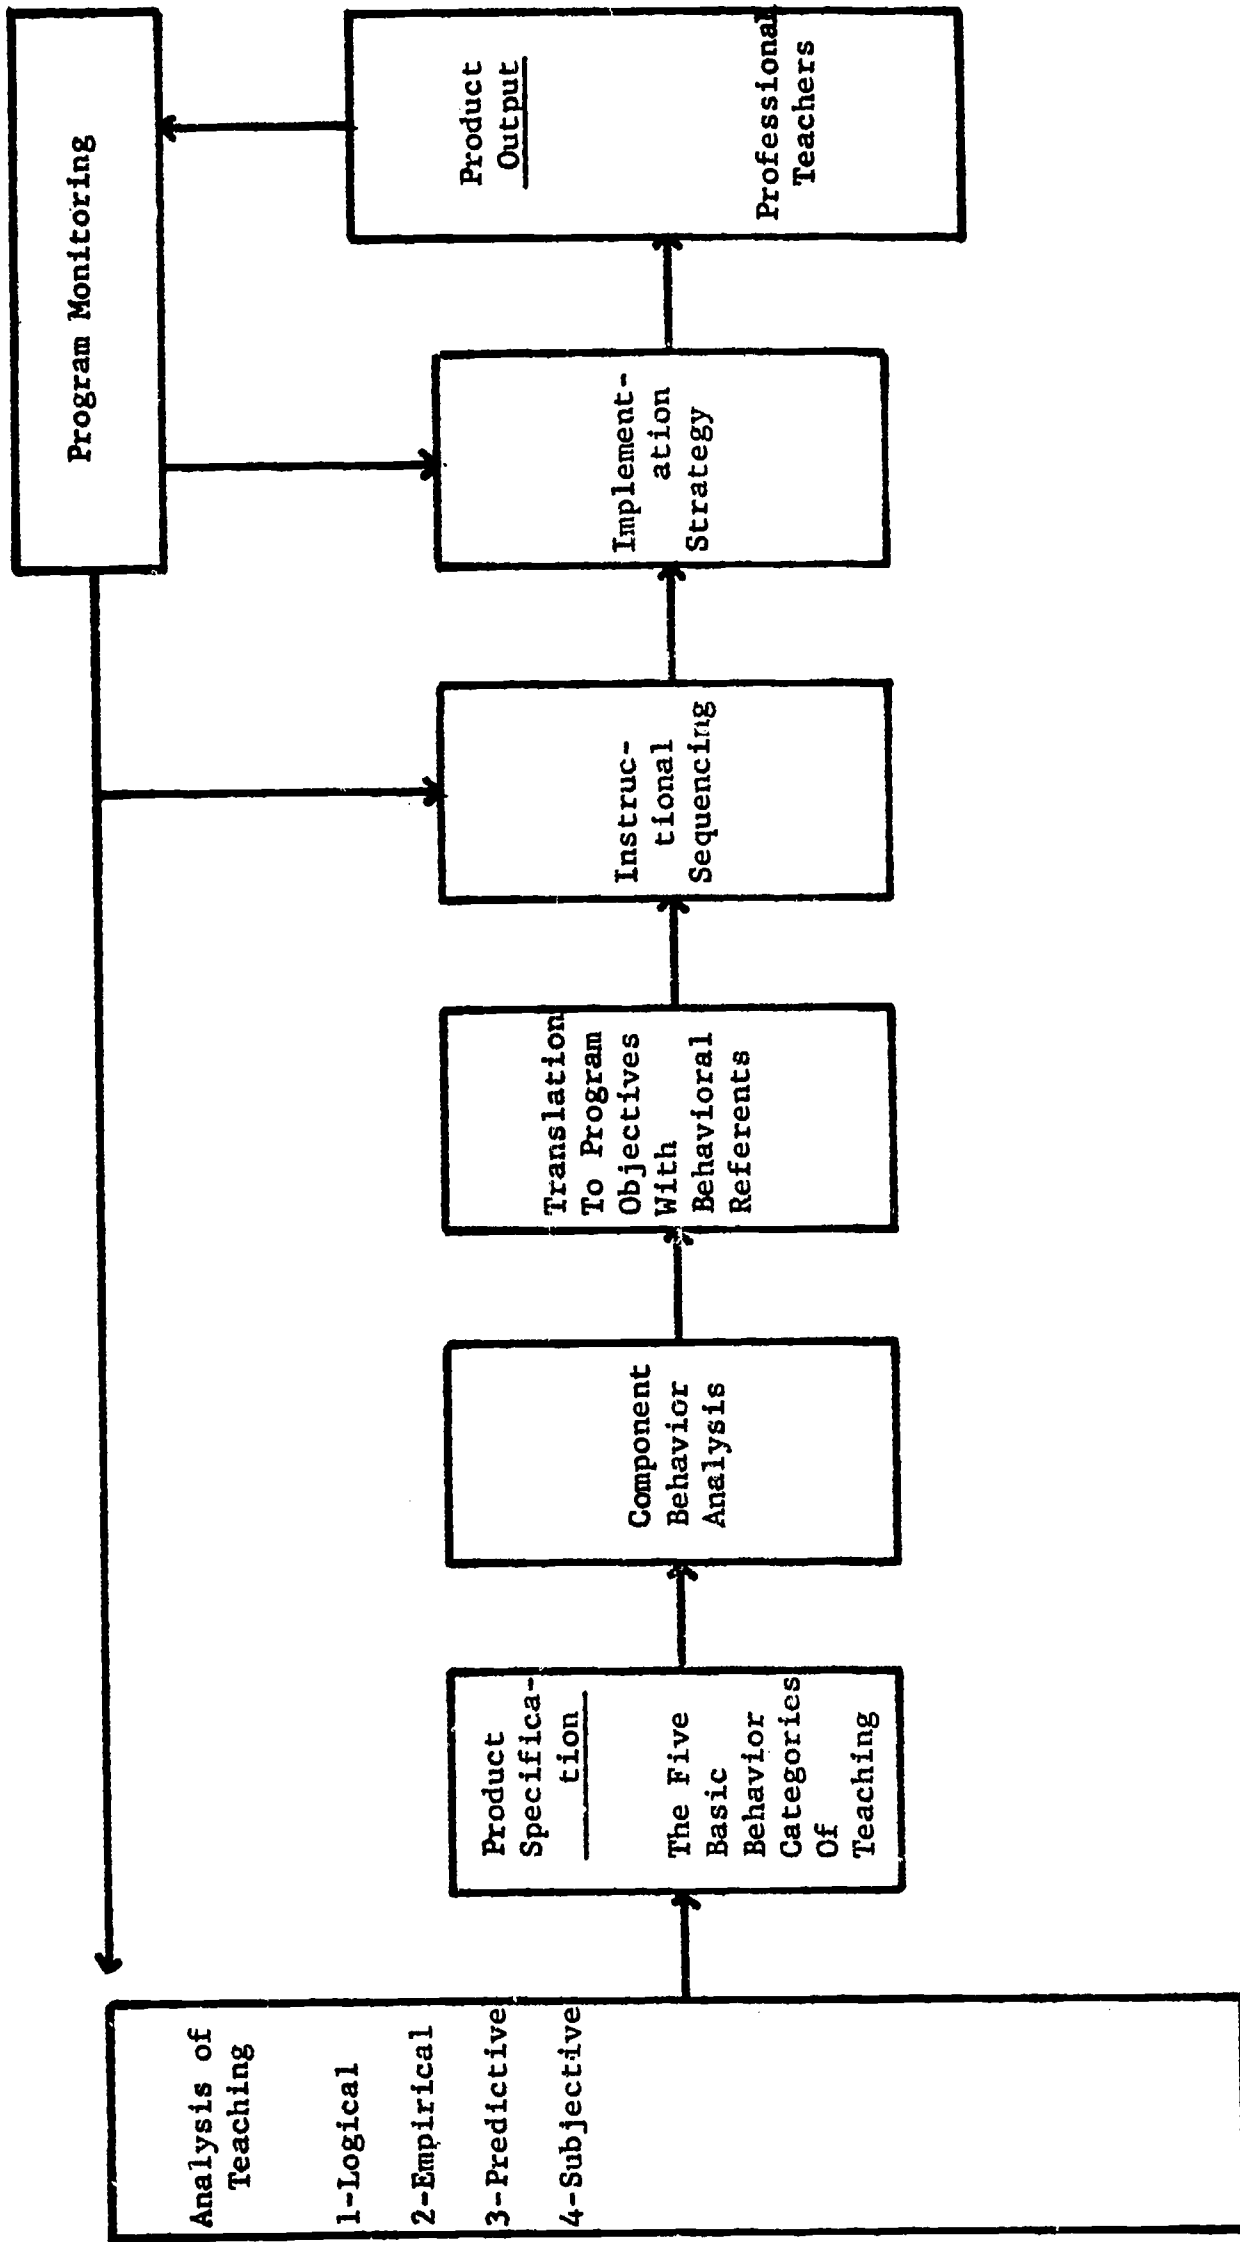 Analysis of
Teaching
1-Logical
2-Empirical
3-Predictive
4-Subjective
Product
Specifica-
tion
The Five
Basic
Behavior
Categories
Of
Teaching
Component
Behavior
Analysis
Translation
To Program
Objectives
With
Behavioral
Referents
Instruc-
tional
Sequencing
Implement-
ation
Strategy
Product
Output
Professional
Teachers
Program Monitoring